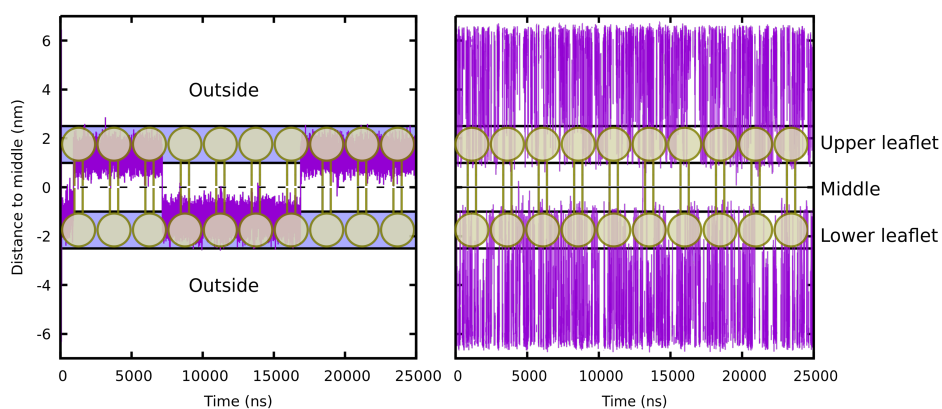 6
4
2
0
-2
-4
-6
Distance to middle (nm)
Outside
Outside
0 5000 10000 15000 20000 25000
Time (ns)
0 5000 10000 15000 20000 25000
Time (ns)
Upper leaflet
Middle
Lower leaflet